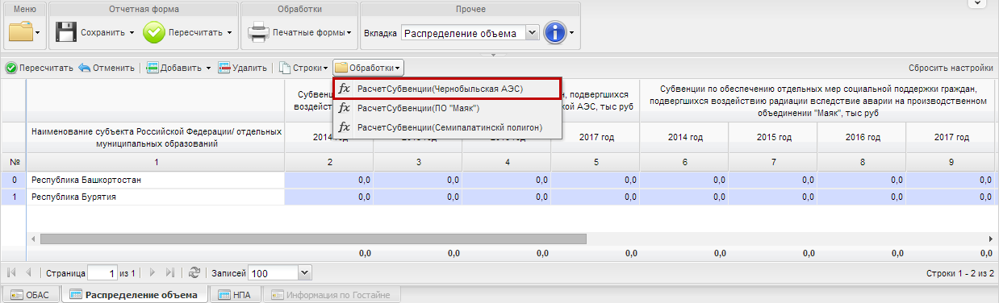 Меню
Отчетная форма
Обработки
Прочее
Сохранить
Пересчитать
Печатные формы
Вкладка
Распределение объема
Пересчитать
Отменить
Добавить
Удалить
Строки
Обработки
Сбросить настройки
fx РасчетСубвенции(Чернобыльская АЭС)
fx РасчетСубвенции(ПО "Маяк")
fx РасчетСубвенции(Семипалатинскй полигон)
Наименование субъекта Российской Федерации/ отдельных
муниципальных образований
подвергшихся
АЭС, тыс руб
Субвенции по обеспечению отдельных мер социальной поддержки граждан,
подвергшихся воздействию радиации вследствие аварии на производственном
объединении "Маяк", тыс руб
2014 год
2017 год 2014 год 2015 год 2016 год 2017 год
№ 1 2 3 4 5 6 7 8 9
0 Республика Башкортостан 0,0 0,0 0,0 0,0 0,0 0,0 0,0 0,0
1 Республика Бурятия 0,0 0,0 0,0 0,0 0,0 0,0 0,0 0,0
0,0 0,0 0,0 0,0 0,0 0,0 0,0 0,0
Страница 1 из 1
Записей 100
Строки 1 - 2 из 2
ОБАС
Распределение объема
НПА
Информация по Гостайне